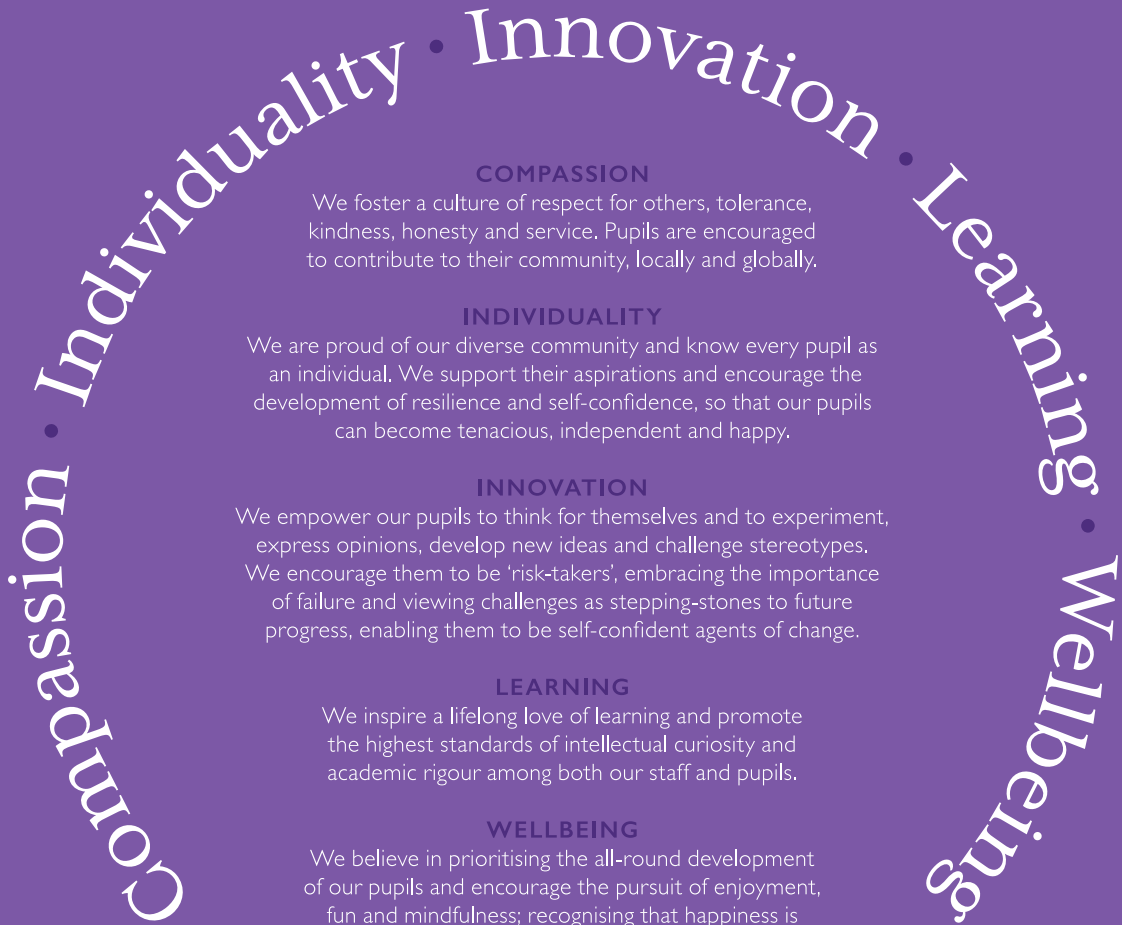 Compassion • Individuality • Innovation • Learning • Wellbeing
COMPASSION
We foster a culture of respect for others, tolerance,
kindness, honesty and service. Pupils are encouraged
to contribute to their community, locally and globally.
INDIVIDUALITY
We are proud of our diverse community and know every pupil as
an individual. We support their aspirations and encourage the
development of resilience and self-confidence, so that our pupils
can become tenacious, independent and happy.
INNOVATION
We empower our pupils to think for themselves and to experiment,
express opinions, develop new ideas and challenge stereotypes.
We encourage them to be ‘risk-takers’, embracing the importance
of failure and viewing challenges as stepping-stones to future
progress, enabling them to be self-confident agents of change.
LEARNING
We inspire a lifelong love of learning and promote
the highest standards of intellectual curiosity and
academic rigour among both our staff and pupils.
WELLBEING
We believe in prioritising the all-round development
of our pupils and encourage the pursuit of enjoyment,
fun and mindfulness; recognising that happiness is